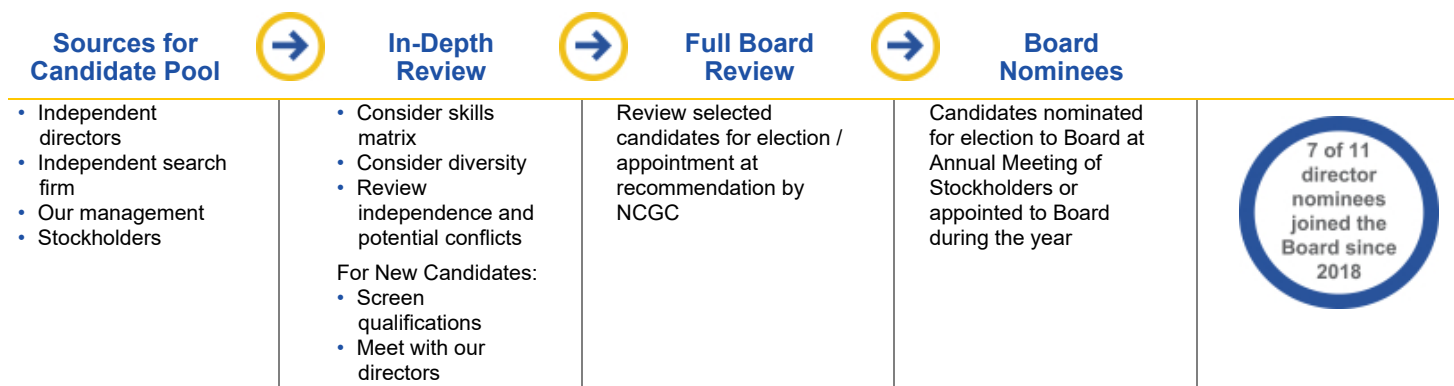 Sources for
Candidate Pool
• Independent
directors
• Independent search
firm
• Our management
• Stockholders
In-Depth
Review
• Consider skills
matrix
• Consider diversity
• Review
independence and
potential conflicts
For New Candidates:
• Screen
qualifications
• Meet with our
directors
Full Board
Review
Review selected
candidates for election /
appointment at
recommendation by
NCGC
Board
Nominees
Candidates nominated
for election to Board at
Annual Meeting of
Stockholders or
appointed to Board
during the year
7 of 11
director
nominees
joined the
Board since
2018